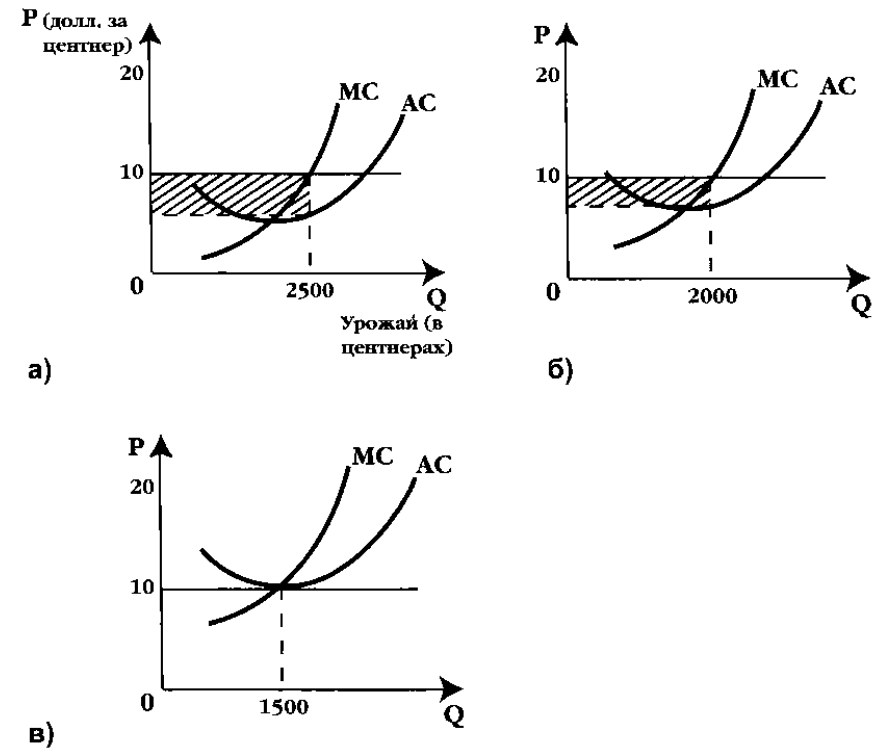 P (долл. за
центнер)
20
10
0
MC
AC
2500
Q
Урожай (в
центнерах)
а)
P
20
10
0
MC
AC
2000
Q
б)
P
20
10
0
MC
AC
1500
Q
в)